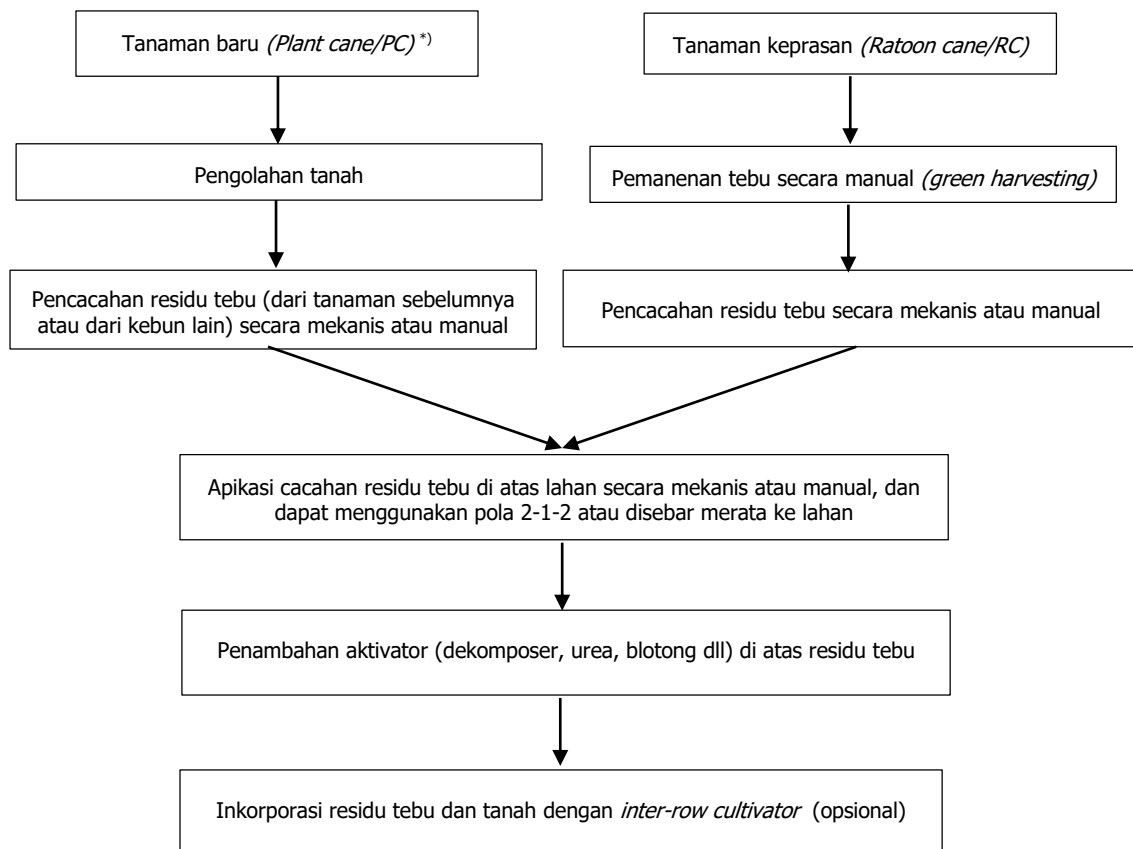 Tanaman baru (Plant cane/PC) *)
Tanaman keprasan (Ratoon cane/RC)
Pengolahan tanah
Pemanenan tebu secara manual (green harvesting)
Pencacahan residu tebu (dari tanaman sebelumnya
atau dari kebun lain) secara mekanis atau manual
Pencacahan residu tebu secara mekanis atau manual
Apikasi cacahan residu tebu di atas lahan secara mekanis atau manual, dan
dapat menggunakan pola 2-1-2 atau disebar merata ke lahan
Penambahan aktivator (dekomposer, urea, blotong dll) di atas residu tebu
Inkorporasi residu tebu dan tanah dengan inter-row cultivator (opsional)